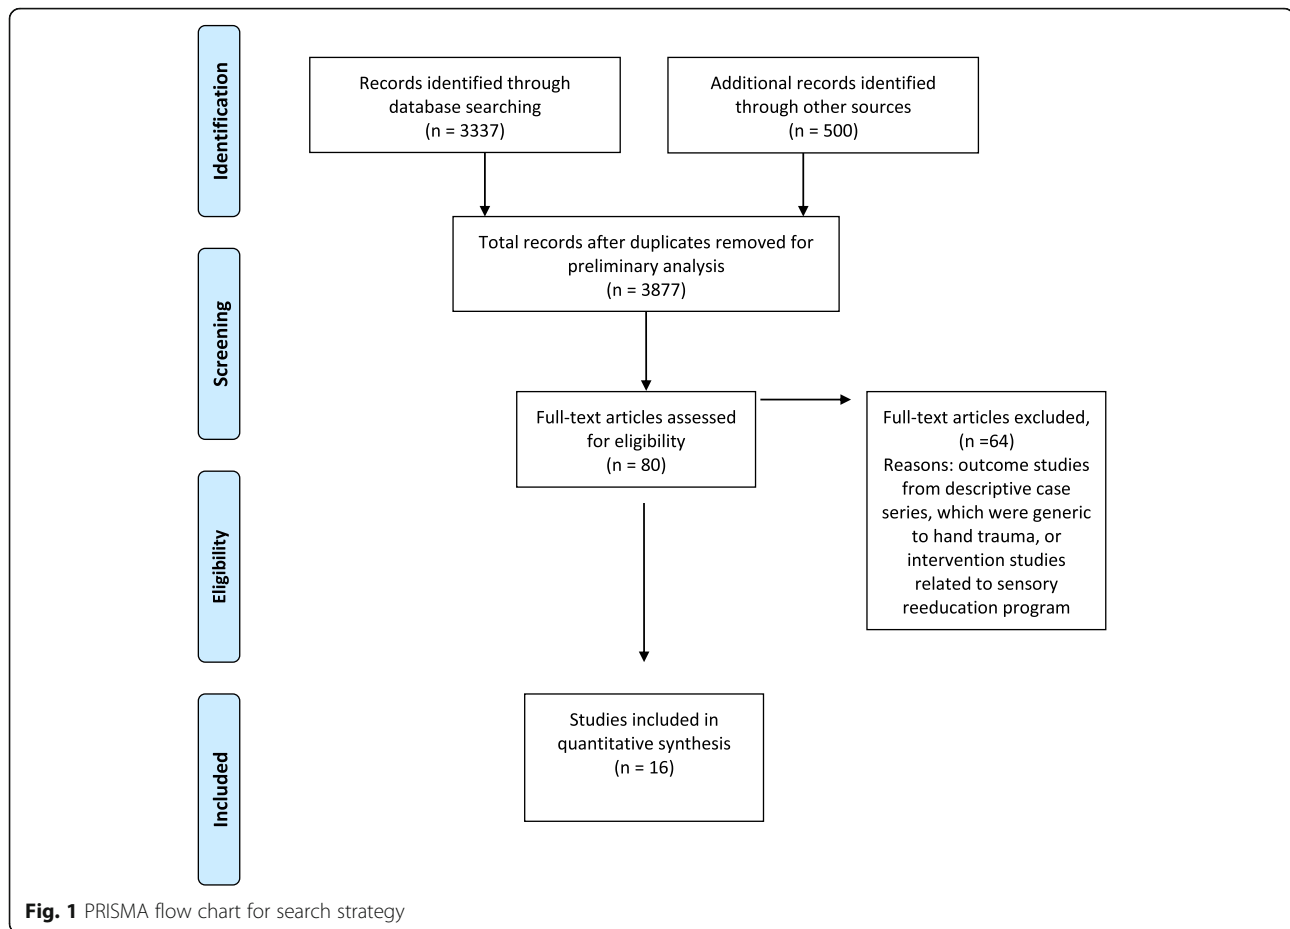 Identification
Records identified through
database searching
(n = 3337)
Additional records identified
through other sources
(n = 500)
Total records after duplicates removed for
preliminary analysis
(n = 3877)
Screening
Full-text articles assessed
for eligibility
(n = 80)
Full-text articles excluded,
(n =64)
Reasons: outcome studies
from descriptive case
series, which were generic
to hand trauma, or
intervention studies
related to sensory
reeducation program
Eligibility
Studies included in
quantitative synthesis
(n = 16)
Included
Fig. 1 PRISMA flow chart for search strategy